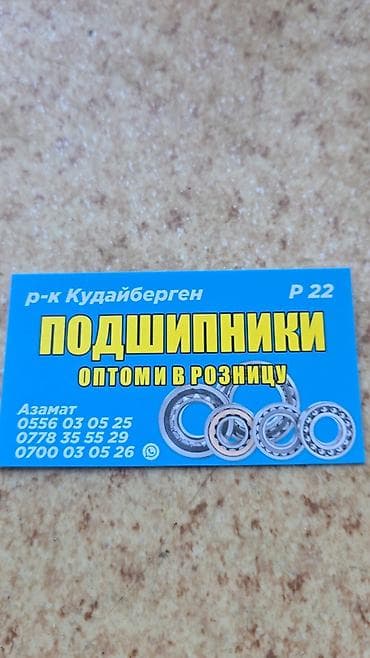 р-к Кудайберген Р 22
ПОДШИПНИКИ
ОПТОМ И В РОЗНИЦУ
Азамат
0556 03 05 25
0778 35 55 29
0700 03 05 26